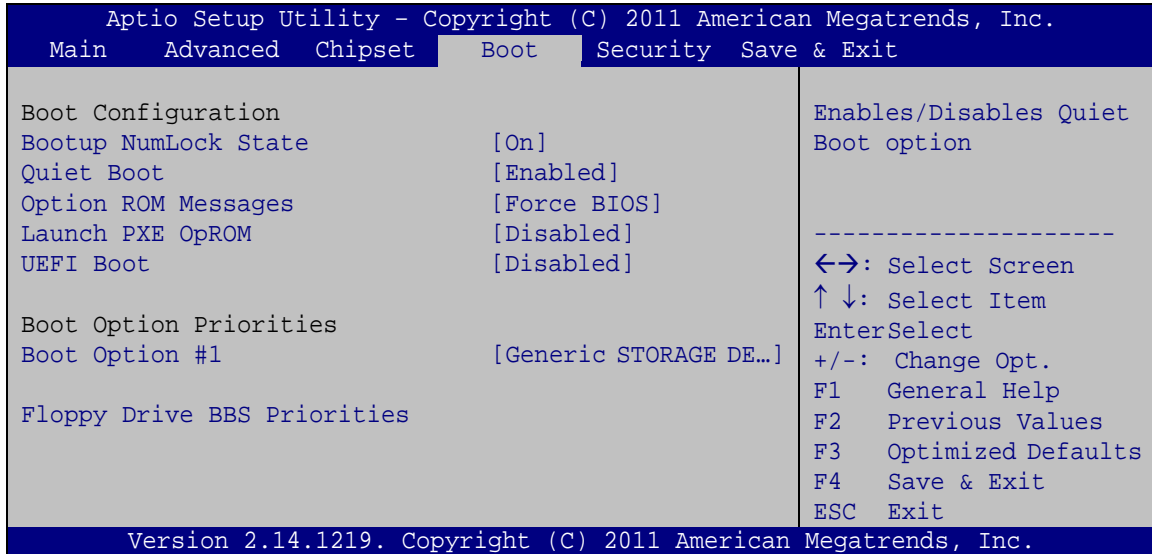 Aptio Setup Utility – Copyright (C) 2011 American Megatrends, Inc.
Main Advanced Chipset Boot Security Save & Exit
Boot Configuration
Bootup NumLock State [On]
Quiet Boot [Enabled]
Option ROM Messages [Force BIOS]
Launch PXE OpROM [Disabled]
UEFI Boot [Disabled]
Boot Option Priorities
Boot Option #1 [Generic STORAGE DE…]
Floppy Drive BBS Priorities
Enables/Disables Quiet
Boot option
---------------------
←→: Select Screen
↑ ↓: Select Item
EnterSelect
+/-: Change Opt.
F1 General Help
F2 Previous Values
F3 Optimized Defaults
F4 Save & Exit
ESC Exit
Version 2.14.1219. Copyright (C) 2011 American Megatrends, Inc.